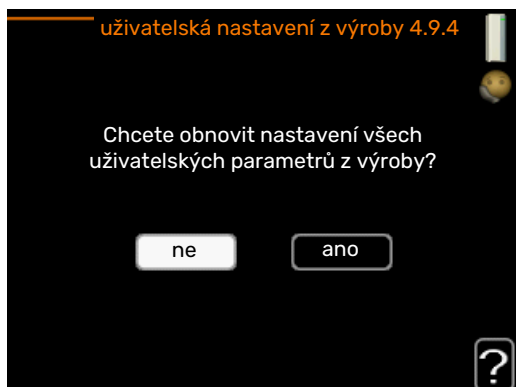 uživatelská nastavení z výroby 4.9.4
Chcete obnovit nastavení všech
uživatelských parametrů z výroby?
ne
ano
?